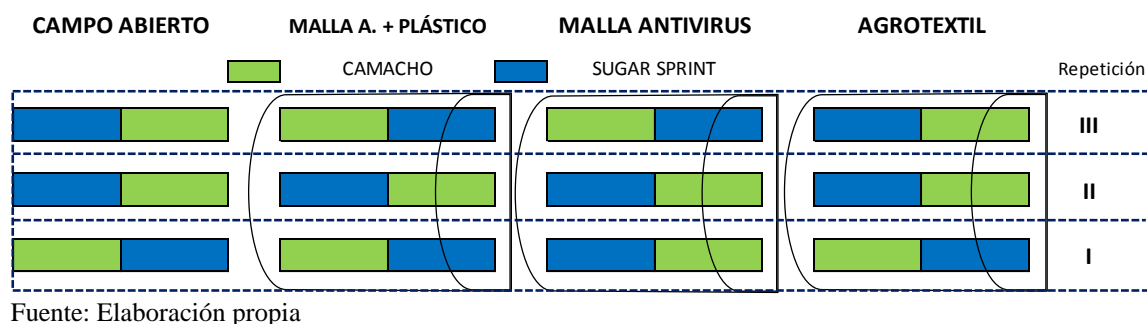 CAMPO ABIERTO MALLA A. + PLÁSTICO MALLA ANTIVIRUS AGROTEXTIL
CAMACHO SUGAR SPRINT Repetición
III
II
I
Fuente: Elaboración propia